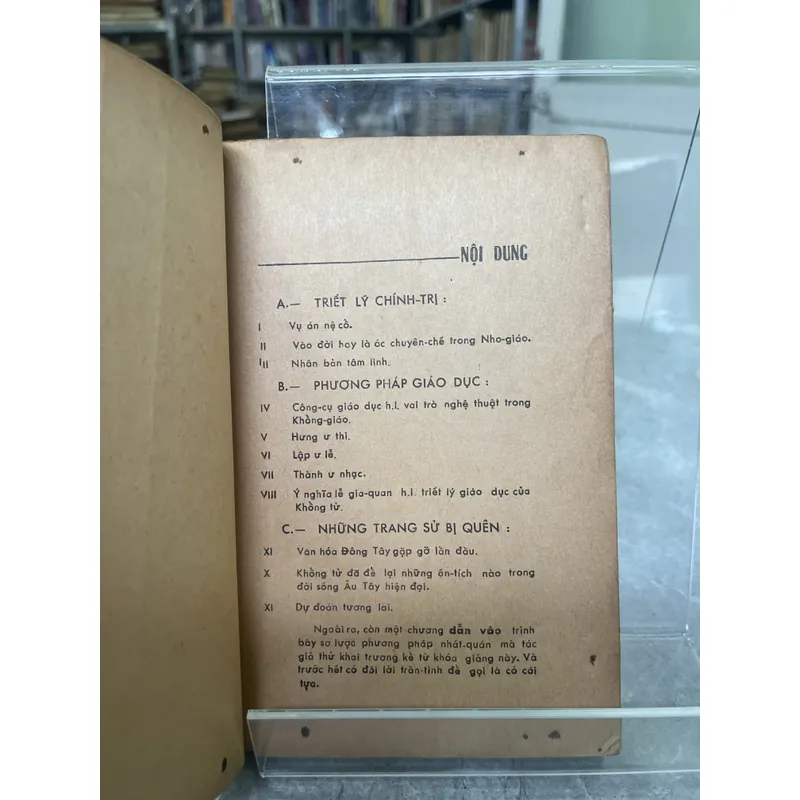 NỘI DUNG
A.— TRIẾT LÝ CHÍNH-TRỊ :
I Vụ án nệ cổ.
II Vào đời hay là óc chuyên-chế trong Nho-giáo.
III Nhân bản tâm linh.
B.— PHƯƠNG PHÁP GIÁO DỤC :
IV Công-cụ giáo dục h.l. vai trò nghệ thuật trong
Khổng-giáo.
V Hưng ư thi.
VI Lập ư lễ.
VII Thành ư nhạc.
VIII Ý nghĩa lễ gia-quan h.l. triết lý giáo dục của
Khổng tử.
C.— NHỮNG TRANG SỬ BỊ QUÊN :
XI Văn hóa Đông Tây gặp gỡ lần đầu.
X Khổng tử đã để lại những ấn-tích nào trong
đời sống Âu Tây hiện đại.
XI Dự đoán tương lai.
Ngoài ra, còn một chương dẫn vào trình
bày sơ lược phương pháp nhất-quán mà tác
giả thử khai trương kể từ khóa giảng này. Và
trước hết có đôi lời trần-tình để gọi là có cái
tựa.